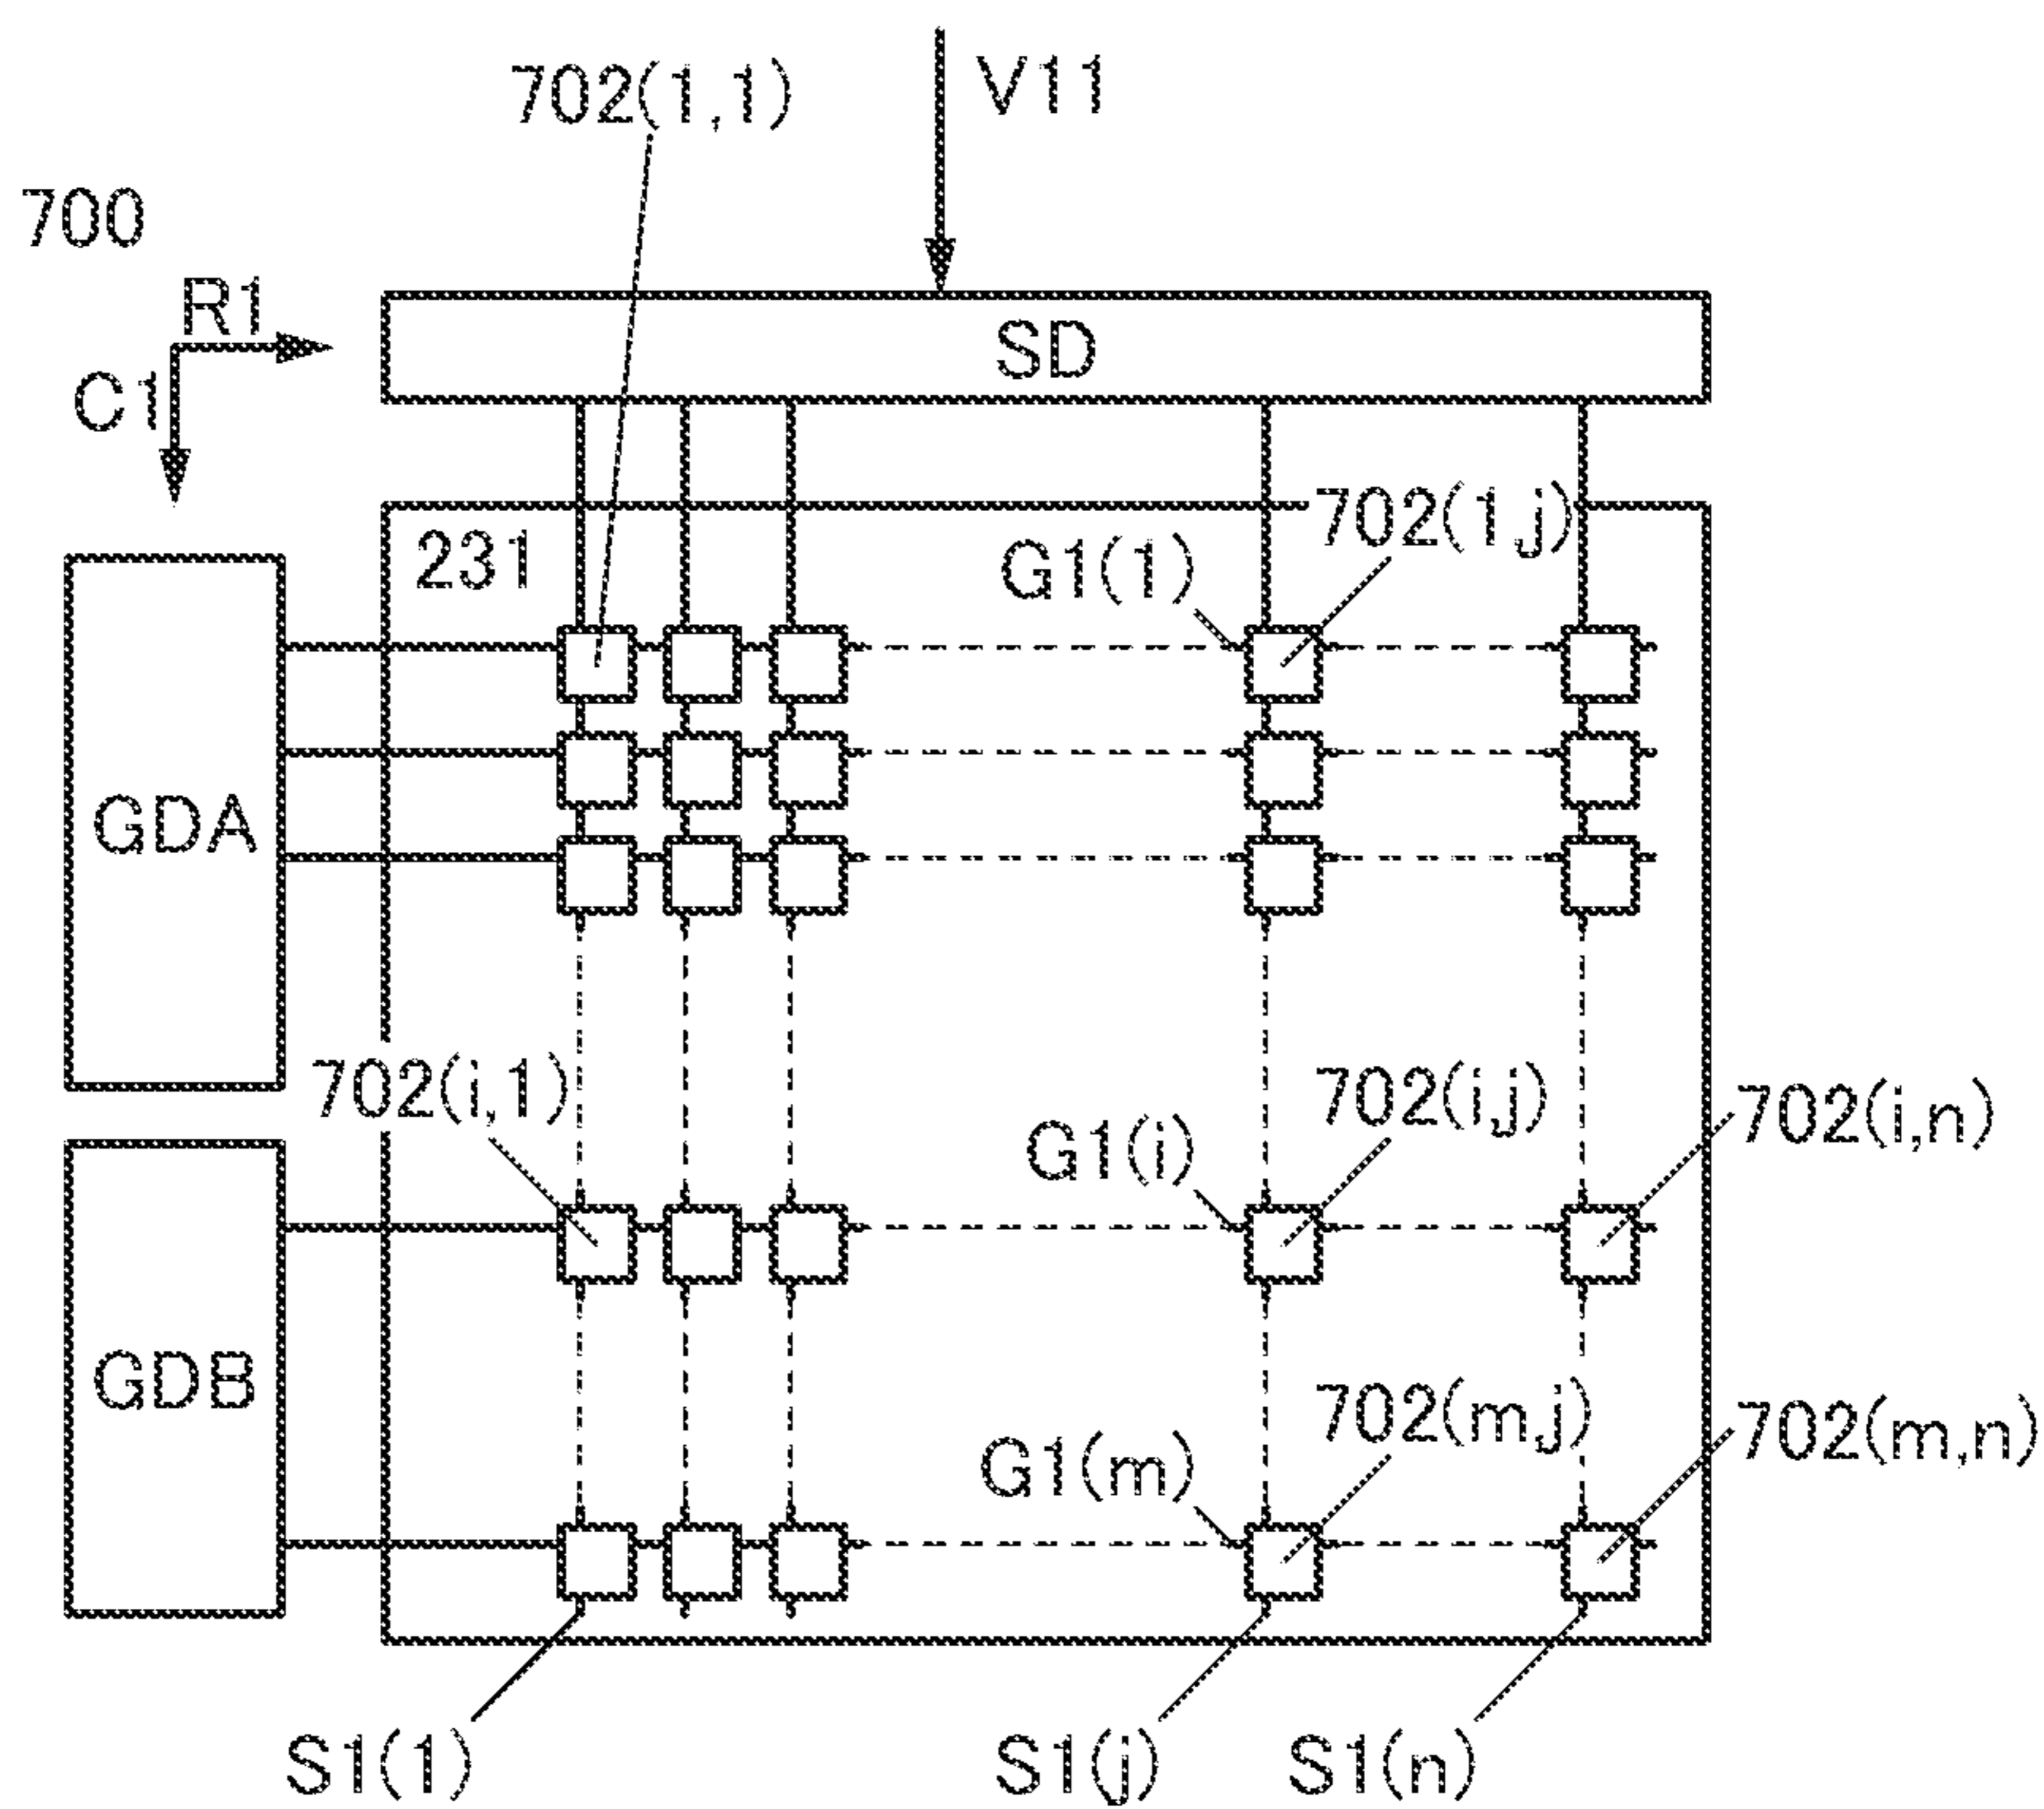 V11
702(1,1)
700
R1
SD
C1
702(1,j)
231
G1(1)
GDA
702(i,1)
702(i,j)
702(i,n)
G1(i)
GDB
702(m,j)
702(m,n)
G1(m)
S1(1)
S1(j)
S1(n)